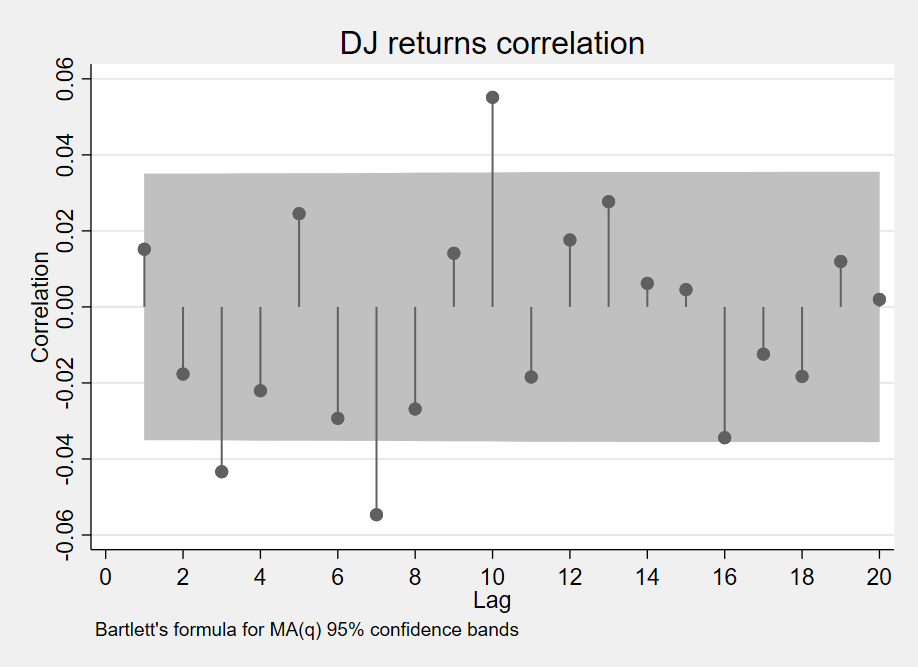 DJ returns correlation
0.06
0.04
0.02
0.00
-0.02
-0.04
-0.06
Correlation
0 2 4 6 8 10 12 14 16 18 20
Lag
Bartlett's formula for MA(q) 95% confidence bands